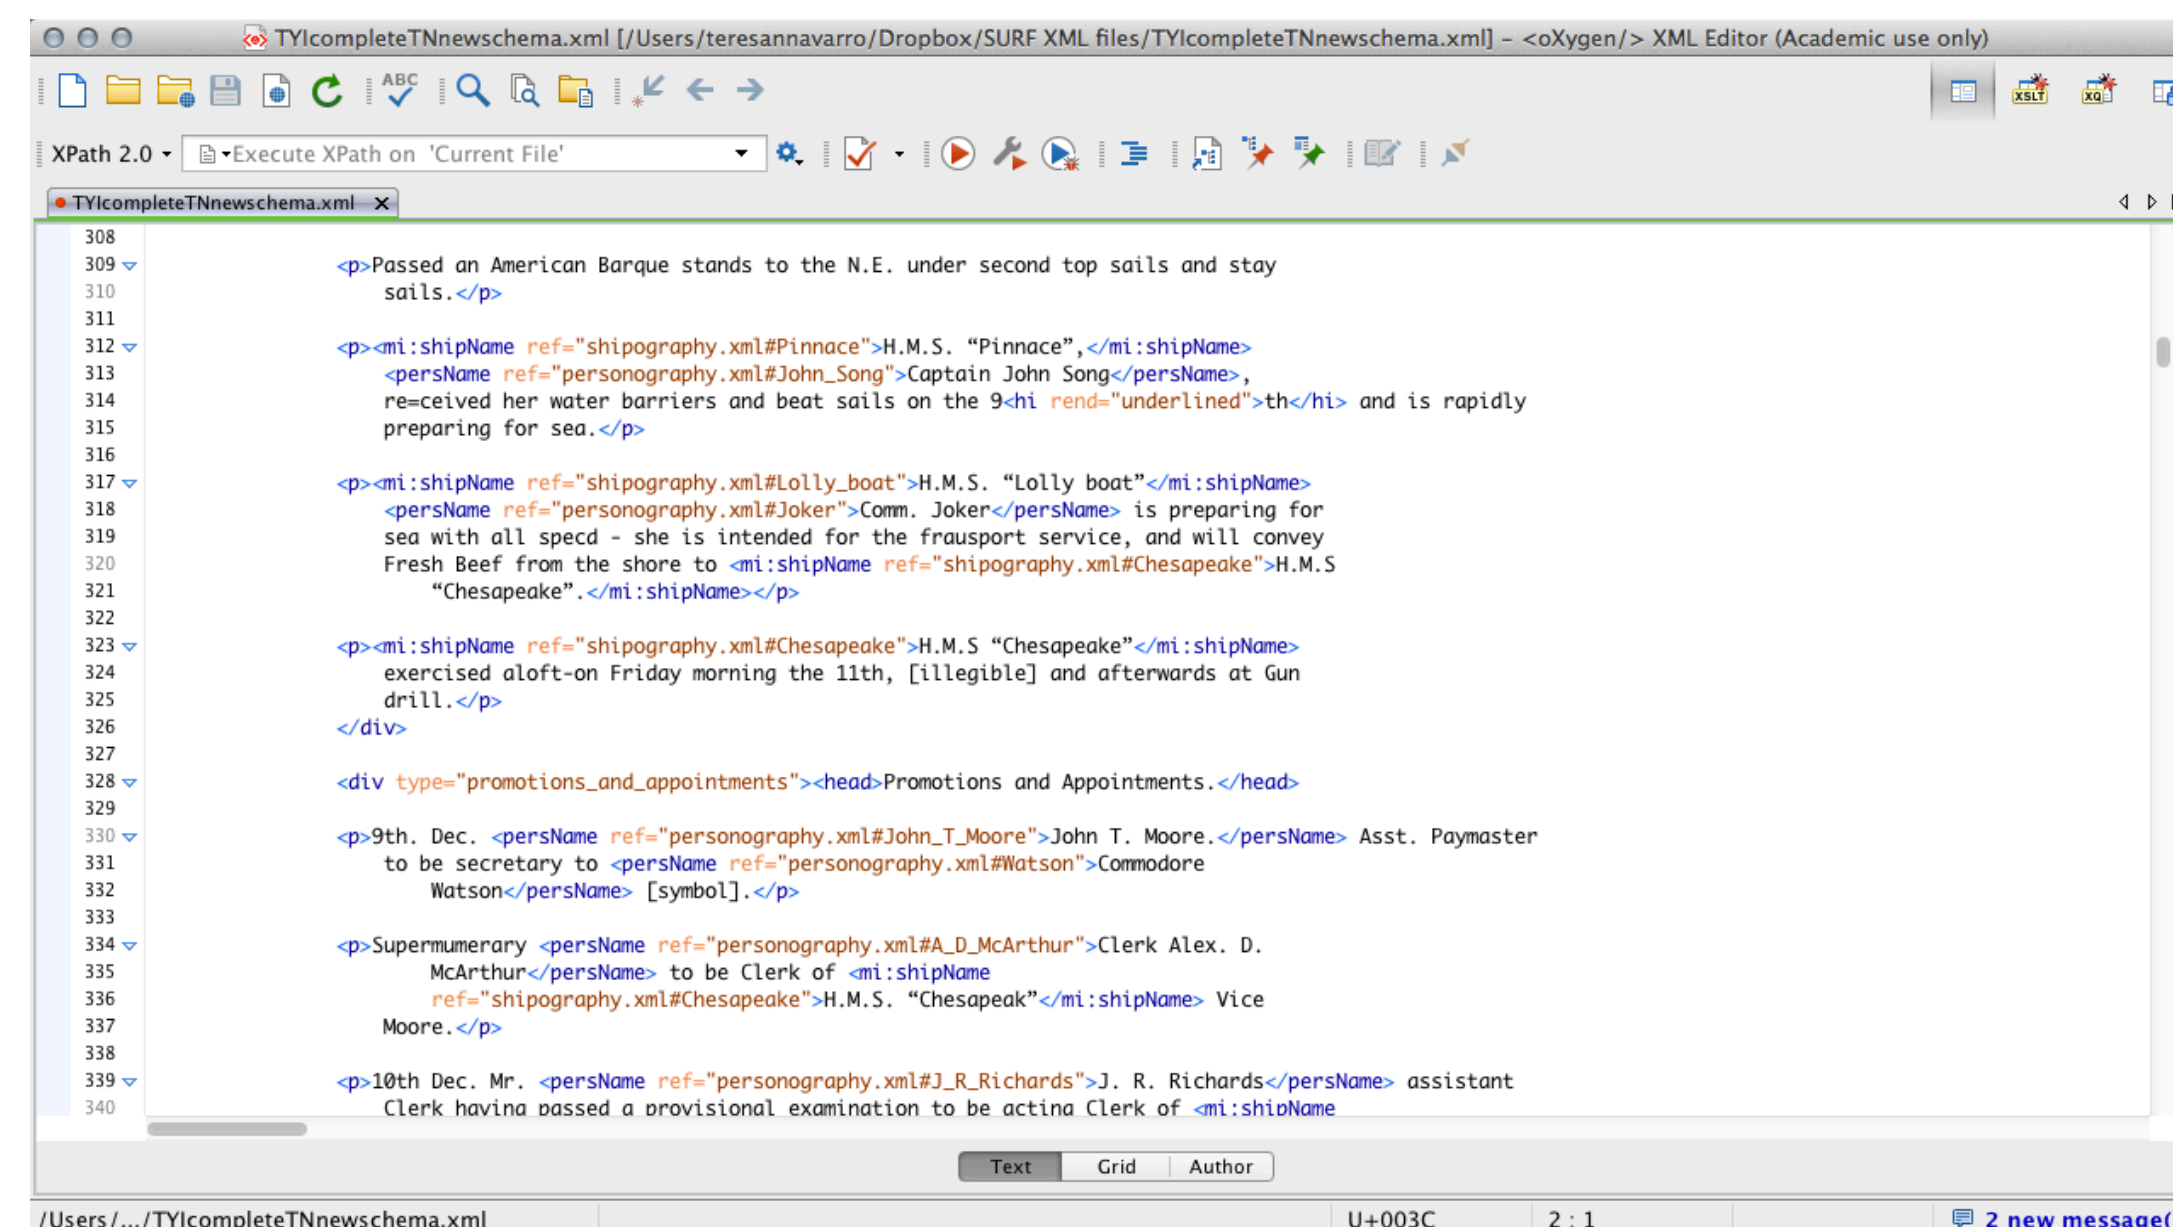 TYIcompleteTNnewschema.xml [/Users/teresannavarro/Dropbox/SURF XML files/TYIcompleteTNnewschema.xml] – <oXygen/> XML Editor (Academic use only)
ABC
XSLT
XQ
XPath 2.0
Execute XPath on 'Current File'
TYIcompleteTNnewschema.xml
308
309 <p>Passed an American Barque stands to the N.E. under second top sails and stay
310 sails.</p>
311
312 <p><mi:shipName ref="shipography.xml#Pinnace">H.M.S. “Pinnace”,</mi:shipName>
313 <persName ref="personography.xml#John_Song">Captain John Song</persName>,
314 re=ceived her water barriers and beat sails on the 9<hi rend="underlined">th</hi> and is rapidly
315 preparing for sea.</p>
316
317 <p><mi:shipName ref="shipography.xml#Lolly_boat">H.M.S. “Lolly boat”</mi:shipName>
318 <persName ref="personography.xml#Joker">Comm. Joker</persName> is preparing for
319 sea with all specd - she is intended for the frausport service, and will convey
320 Fresh Beef from the shore to <mi:shipName ref="shipography.xml#Chesapeake">H.M.S
321 “Chesapeake”.</mi:shipName></p>
322
323 <p><mi:shipName ref="shipography.xml#Chesapeake">H.M.S “Chesapeake”</mi:shipName>
324 exercised aloft-on Friday morning the 11th, [illegible] and afterwards at Gun
325 drill.</p>
326 </div>
327
328 <div type="promotions_and_appointments"><head>Promotions and Appointments.</head>
329
330 <p>9th. Dec. <persName ref="personography.xml#John_T_Moore">John T. Moore.</persName> Asst. Paymaster
331 to be secretary to <persName ref="personography.xml#Watson">Commodore
332 Watson</persName> [symbol].</p>
333
334 <p>Supermumerary <persName ref="personography.xml#A_D_McArthur">Clerk Alex. D.
335 McArthur</persName> to be Clerk of <mi:shipName
336 ref="shipography.xml#Chesapeake">H.M.S. “Chesapeak”</mi:shipName> Vice
337 Moore.</p>
338
339 <p>10th Dec. Mr. <persName ref="personography.xml#J_R_Richards">J. R. Richards</persName> assistant
340 Clerk having passed a provisional examination to be acting Clerk of <mi:shipName
Text Grid Author
/Users/.../TYIcompleteTNnewschema.xml
U+003C
2 : 1
2 new message(